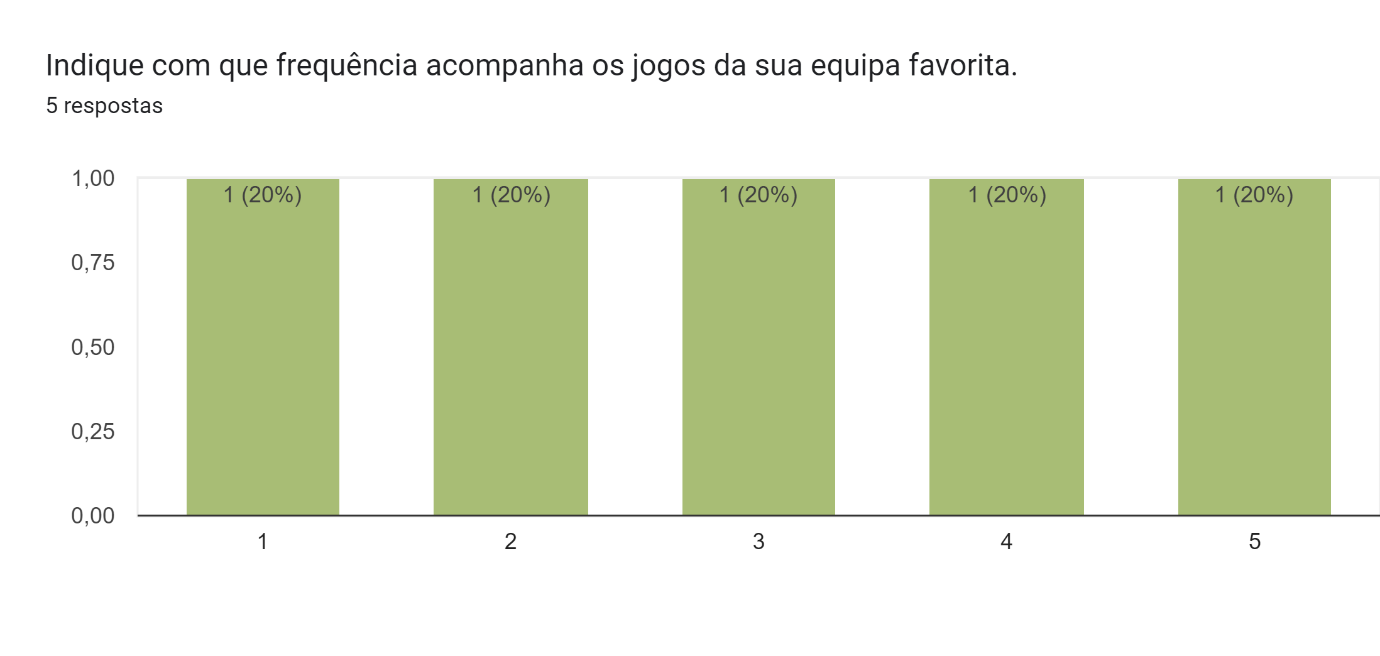 Indique com que frequência acompanha os jogos da sua equipa favorita.
5 respostas
1,00
1 (20%) 1 (20%) 1 (20%) 1 (20%) 1 (20%)
0,75
0,50
0,25
0,00
1 2 3 4 5